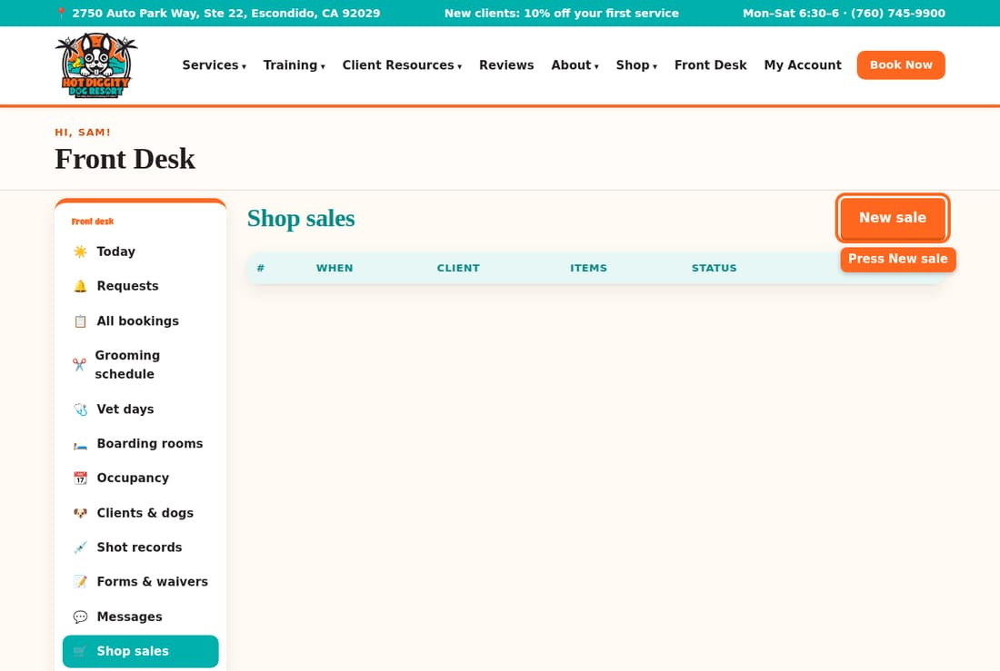 📍 2750 Auto Park Way, Ste 22, Escondido, CA 92029
New clients: 10% off your first service
Mon–Sat 6:30–6 · (760) 745-9900
HOT DIGGITY
DOG RESORT
Services ▾
Training ▾
Client Resources ▾
Reviews
About ▾
Shop ▾
Front Desk
My Account
Book Now
HI, SAM!
Front Desk
Front desk
☀️ Today
🔔 Requests
📋 All bookings
✂️ Grooming
schedule
🩺 Vet days
🛏️ Boarding rooms
📆 Occupancy
🐶 Clients & dogs
💉 Shot records
📝 Forms & waivers
💬 Messages
🛒 Shop sales
Shop sales
New sale
Press New sale
# WHEN CLIENT ITEMS STATUS